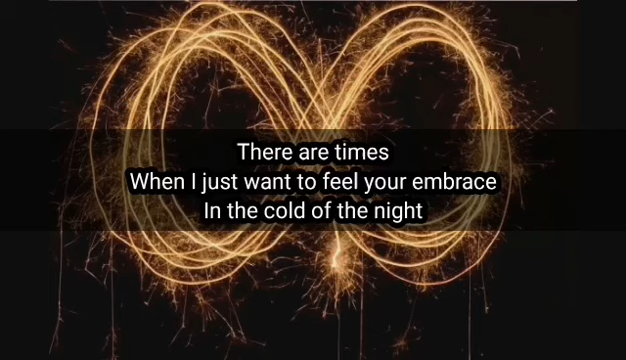 There are times
When I just want to feel your embrace
In the cold of the night